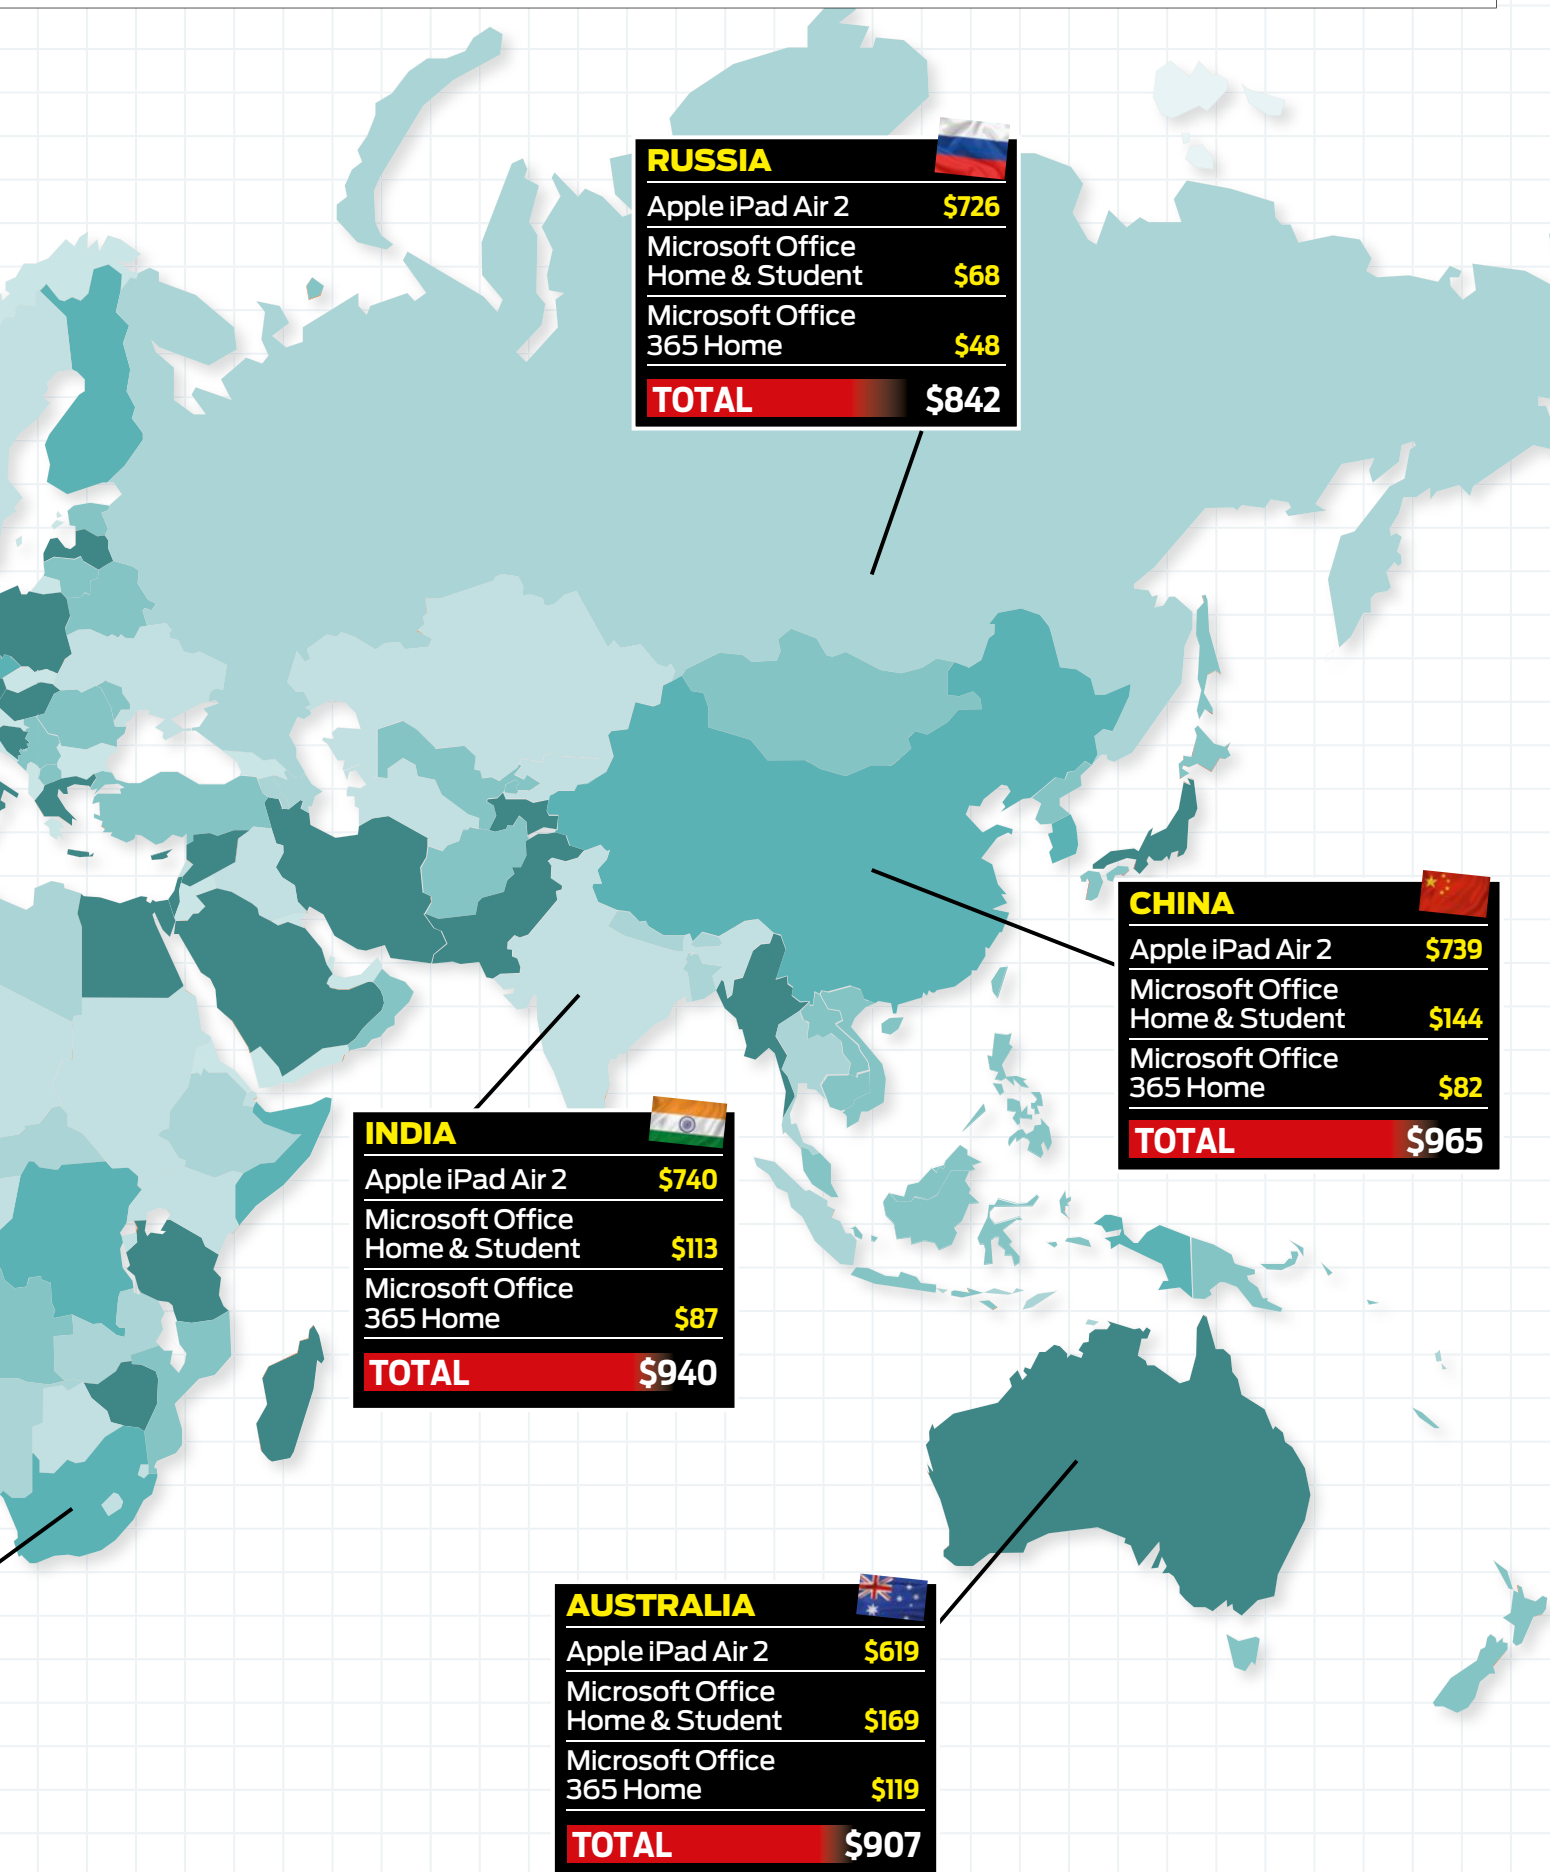 RUSSIA
Apple iPad Air 2 $726
Microsoft Office
Home & Student $68
Microsoft Office
365 Home $48
TOTAL $842
CHINA
Apple iPad Air 2 $739
Microsoft Office
Home & Student $144
Microsoft Office
365 Home $82
TOTAL $965
INDIA
Apple iPad Air 2 $740
Microsoft Office
Home & Student $113
Microsoft Office
365 Home $87
TOTAL $940
AUSTRALIA
Apple iPad Air 2 $619
Microsoft Office
Home & Student $169
Microsoft Office
365 Home $119
TOTAL $907